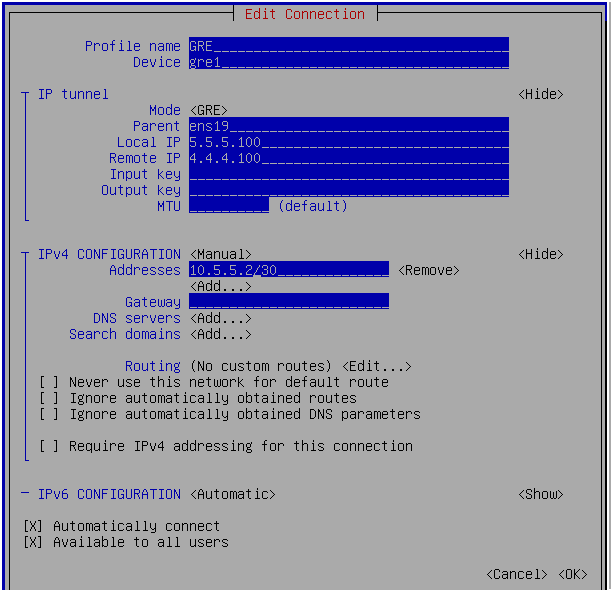 Edit Connection
Profile name GRE
Device gre1
IP tunnel <Hide>
Mode <GRE>
Parent ens19
Local IP 5.5.5.100
Remote IP 4.4.4.100
Input key
Output key
MTU (default)
IPv4 CONFIGURATION <Manual> <Hide>
Addresses 10.5.5.2/30 <Remove>
<Add...>
Gateway
DNS servers <Add...>
Search domains <Add...>
Routing (No custom routes) <Edit...>
[ ] Never use this network for default route
[ ] Ignore automatically obtained routes
[ ] Ignore automatically obtained DNS parameters
[ ] Require IPv4 addressing for this connection
IPv6 CONFIGURATION <Automatic> <Show>
[X] Automatically connect
[X] Available to all users
<Cancel> <OK>